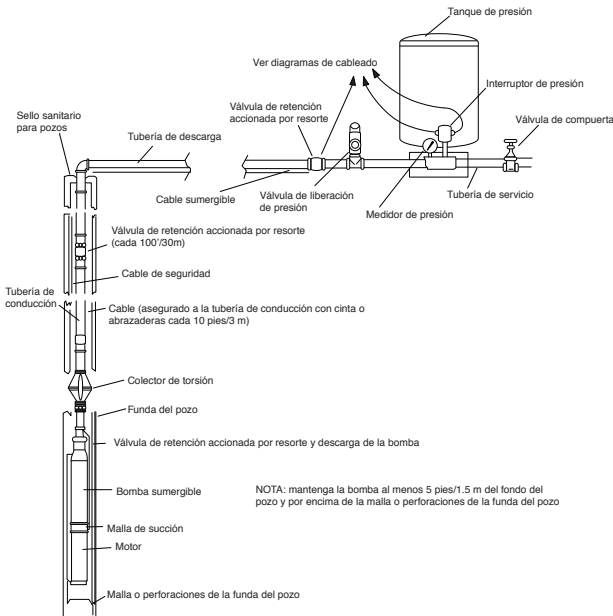 Tanque de presión
Ver diagramas de cableado
Interruptor de presión
Válvula de retención
accionada por resorte
Válvula de compuerta
Sello sanitario
para pozos
Tubería de descarga
Cable sumergible
Válvula de liberación
de presión
Medidor de presión
Tubería de servicio
Válvula de retención accionada por resorte
(cada 100'/30m)
Cable de seguridad
Tubería de
conducción
Cable (asegurado a la tubería de conducción con cinta o
abrazaderas cada 10 pies/3 m)
Colector de torsión
Funda del pozo
Válvula de retención accionada por resorte y descarga de la bomba
Bomba sumergible
NOTA: mantenga la bomba al menos 5 pies/1.5 m del fondo del
pozo y por encima de la malla o perforaciones de la funda del pozo
Malla de succión
Motor
Malla o perforaciones de la funda del pozo